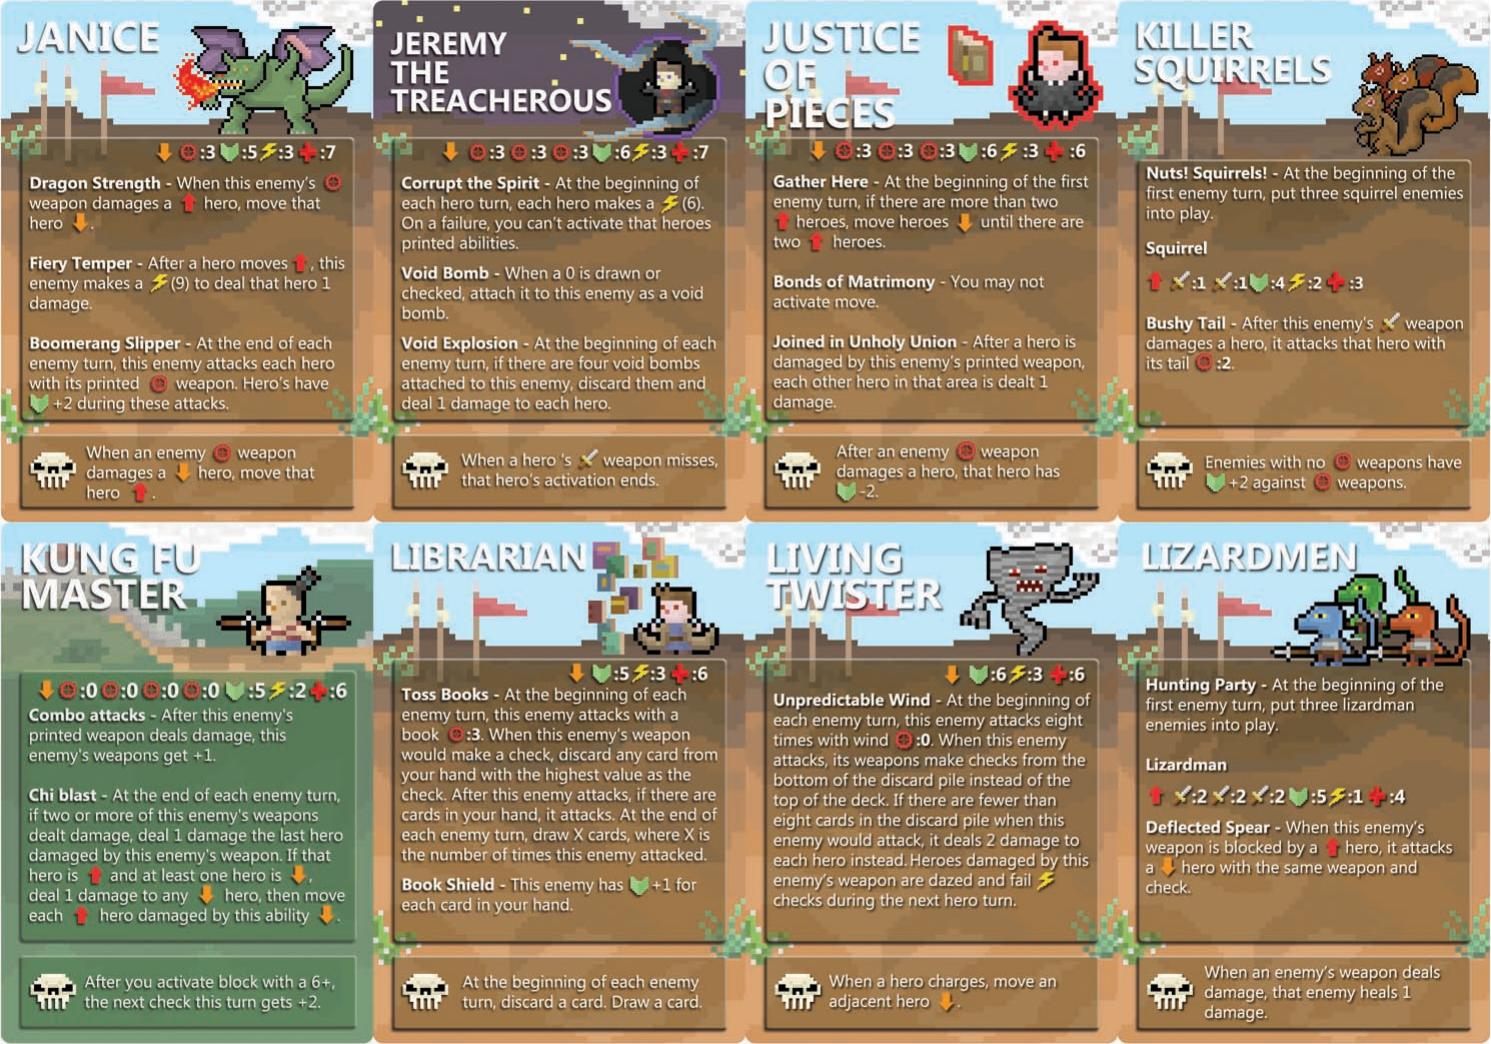 JANICE
:3 :5 :3 :7
Dragon Strength - When this enemy's
weapon damages a hero, move that
hero .
Fiery Temper - After a hero moves , this
enemy makes a (9) to deal that hero 1
damage.
Boomerang Slipper - At the end of each
enemy turn, this enemy attacks each hero
with its printed weapon. Hero's have
+2 during these attacks.
When an enemy weapon
damages a hero, move that
hero .
JEREMY
THE
TREACHEROUS
:3 :3 :3 :6 :3 :7
Corrupt the Spirit - At the beginning of
each hero turn, each hero makes a (6).
On a failure, you can't activate that heroes
printed abilities.
Void Bomb - When a 0 is drawn or
checked, attach it to this enemy as a void
bomb.
Void Explosion - At the beginning of each
enemy turn, if there are four void bombs
attached to this enemy, discard them and
deal 1 damage to each hero.
When a hero 's weapon misses,
that hero's activation ends.
JUSTICE
OF
PIECES
:3 :3 :3 :6 :3 :6
Gather Here - At the beginning of the first
enemy turn, if there are more than two
heroes, move heroes until there are
two heroes.
Bonds of Matrimony - You may not
activate move.
Joined in Unholy Union - After a hero is
damaged by this enemy's printed weapon,
each other hero in that area is dealt 1
damage.
After an enemy weapon
damages a hero, that hero has
-2.
KILLER
SQUIRRELS
Nuts! Squirrels! - At the beginning of the
first enemy turn, put three squirrel enemies
into play.
Squirrel
:1 :1 :4 :2 :3
Bushy Tail - After this enemy's weapon
damages a hero, it attacks that hero with
its tail :2.
Enemies with no weapons have
+2 against weapons.
KUNG FU
MASTER
:0 :0 :0 :0 :5 :2 :6
Combo attacks - After this enemy's
printed weapon deals damage, this
enemy's weapons get +1.
Chi blast - At the end of each enemy turn,
if two or more of this enemy's weapons
dealt damage, deal 1 damage the last hero
damaged by this enemy's weapon. If that
hero is and at least one hero is ,
deal 1 damage to any hero, then move
each hero damaged by this ability .
After you activate block with a 6+,
the next check this turn gets +2.
LIBRARIAN
:5 :3 :6
Toss Books - At the beginning of each
enemy turn, this enemy attacks with a
book :3. When this enemy's weapon
would make a check, discard any card from
your hand with the highest value as the
check. After this enemy attacks, if there are
cards in your hand, it attacks. At the end of
each enemy turn, draw X cards, where X is
the number of times this enemy attacked.
Book Shield - This enemy has +1 for
each card in your hand.
At the beginning of each enemy
turn, discard a card. Draw a card.
LIVING
TWISTER
:6 :3 :6
Unpredictable Wind - At the beginning of
each enemy turn, this enemy attacks eight
times with wind :0. When this enemy
attacks, its weapons make checks from the
bottom of the discard pile instead of the
top of the deck. If there are fewer than
eight cards in the discard pile when this
enemy would attack, it deals 2 damage to
each hero instead. Heroes damaged by this
enemy's weapon are dazed and fail
checks during the next hero turn.
When a hero charges, move an
adjacent hero .
LIZARDMEN
Hunting Party - At the beginning of the
first enemy turn, put three lizardman
enemies into play.
Lizardman
:2 :2 :2 :5 :1 :4
Deflected Spear - When this enemy's
weapon is blocked by a hero, it attacks
a hero with the same weapon and
check.
When an enemy's weapon deals
damage, that enemy heals 1
damage.